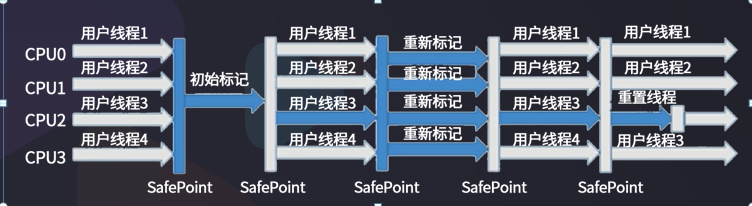 用户线程1 用户线程1 用户线程1 用户线程1
CPU0 重新标记
用户线程2 初始标记 用户线程2 重新标记 用户线程2 用户线程2
CPU1
用户线程3 用户线程3 重新标记 用户线程3 重置线程
CPU2
用户线程4 用户线程4 重新标记 用户线程4 用户线程3
CPU3
SafePoint SafePoint SafePoint SafePoint SafePoint